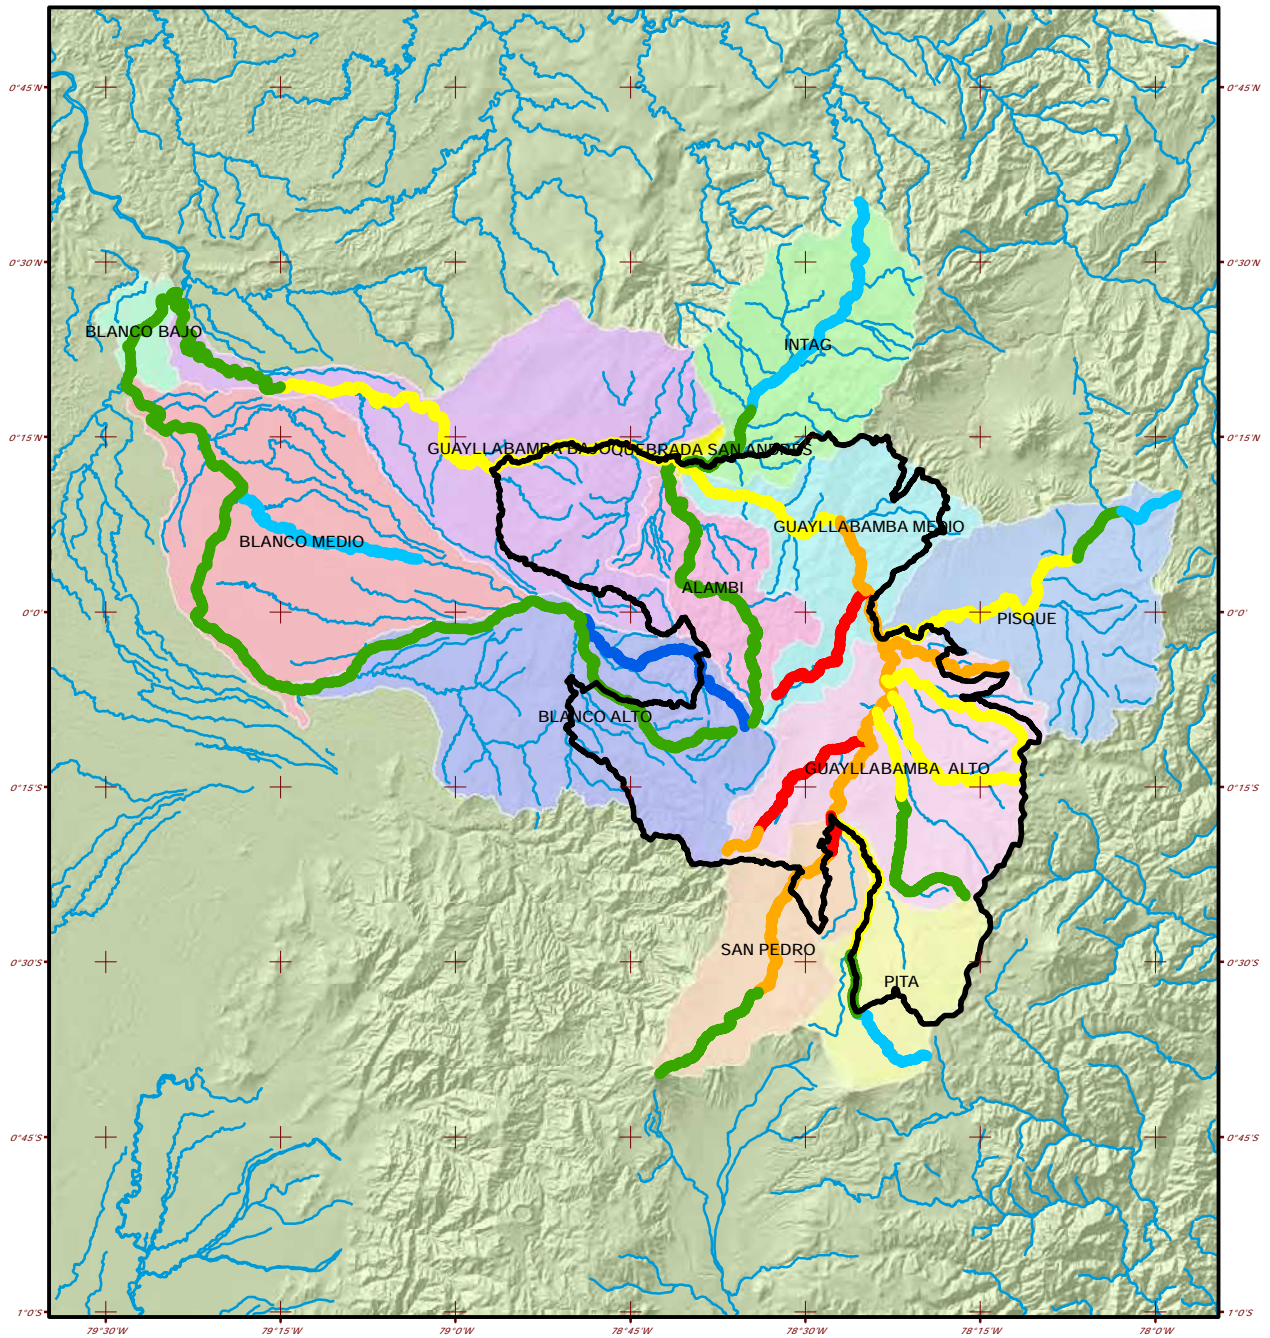 0°45'N
0°45'N
0°30'N
0°30'N
BLANCO BAJO
INTAG
0°15'N
0°15'N
GUAYLLABAMBA BAJO
QUEBRADA SAN ANDRES
GUAYLLABAMBA MEDIO
BLANCO MEDIO
ALAMBI
0°0'
0°0'
PISQUE
BLANCO ALTO
GUAYLLABAMBA ALTO
0°15'S
0°15'S
SAN PEDRO
0°30'S
0°30'S
PITA
0°45'S
0°45'S
1°0'S
1°0'S
79°30'W
79°15'W
79°0'W
78°45'W
78°30'W
78°15'W
78°0'W